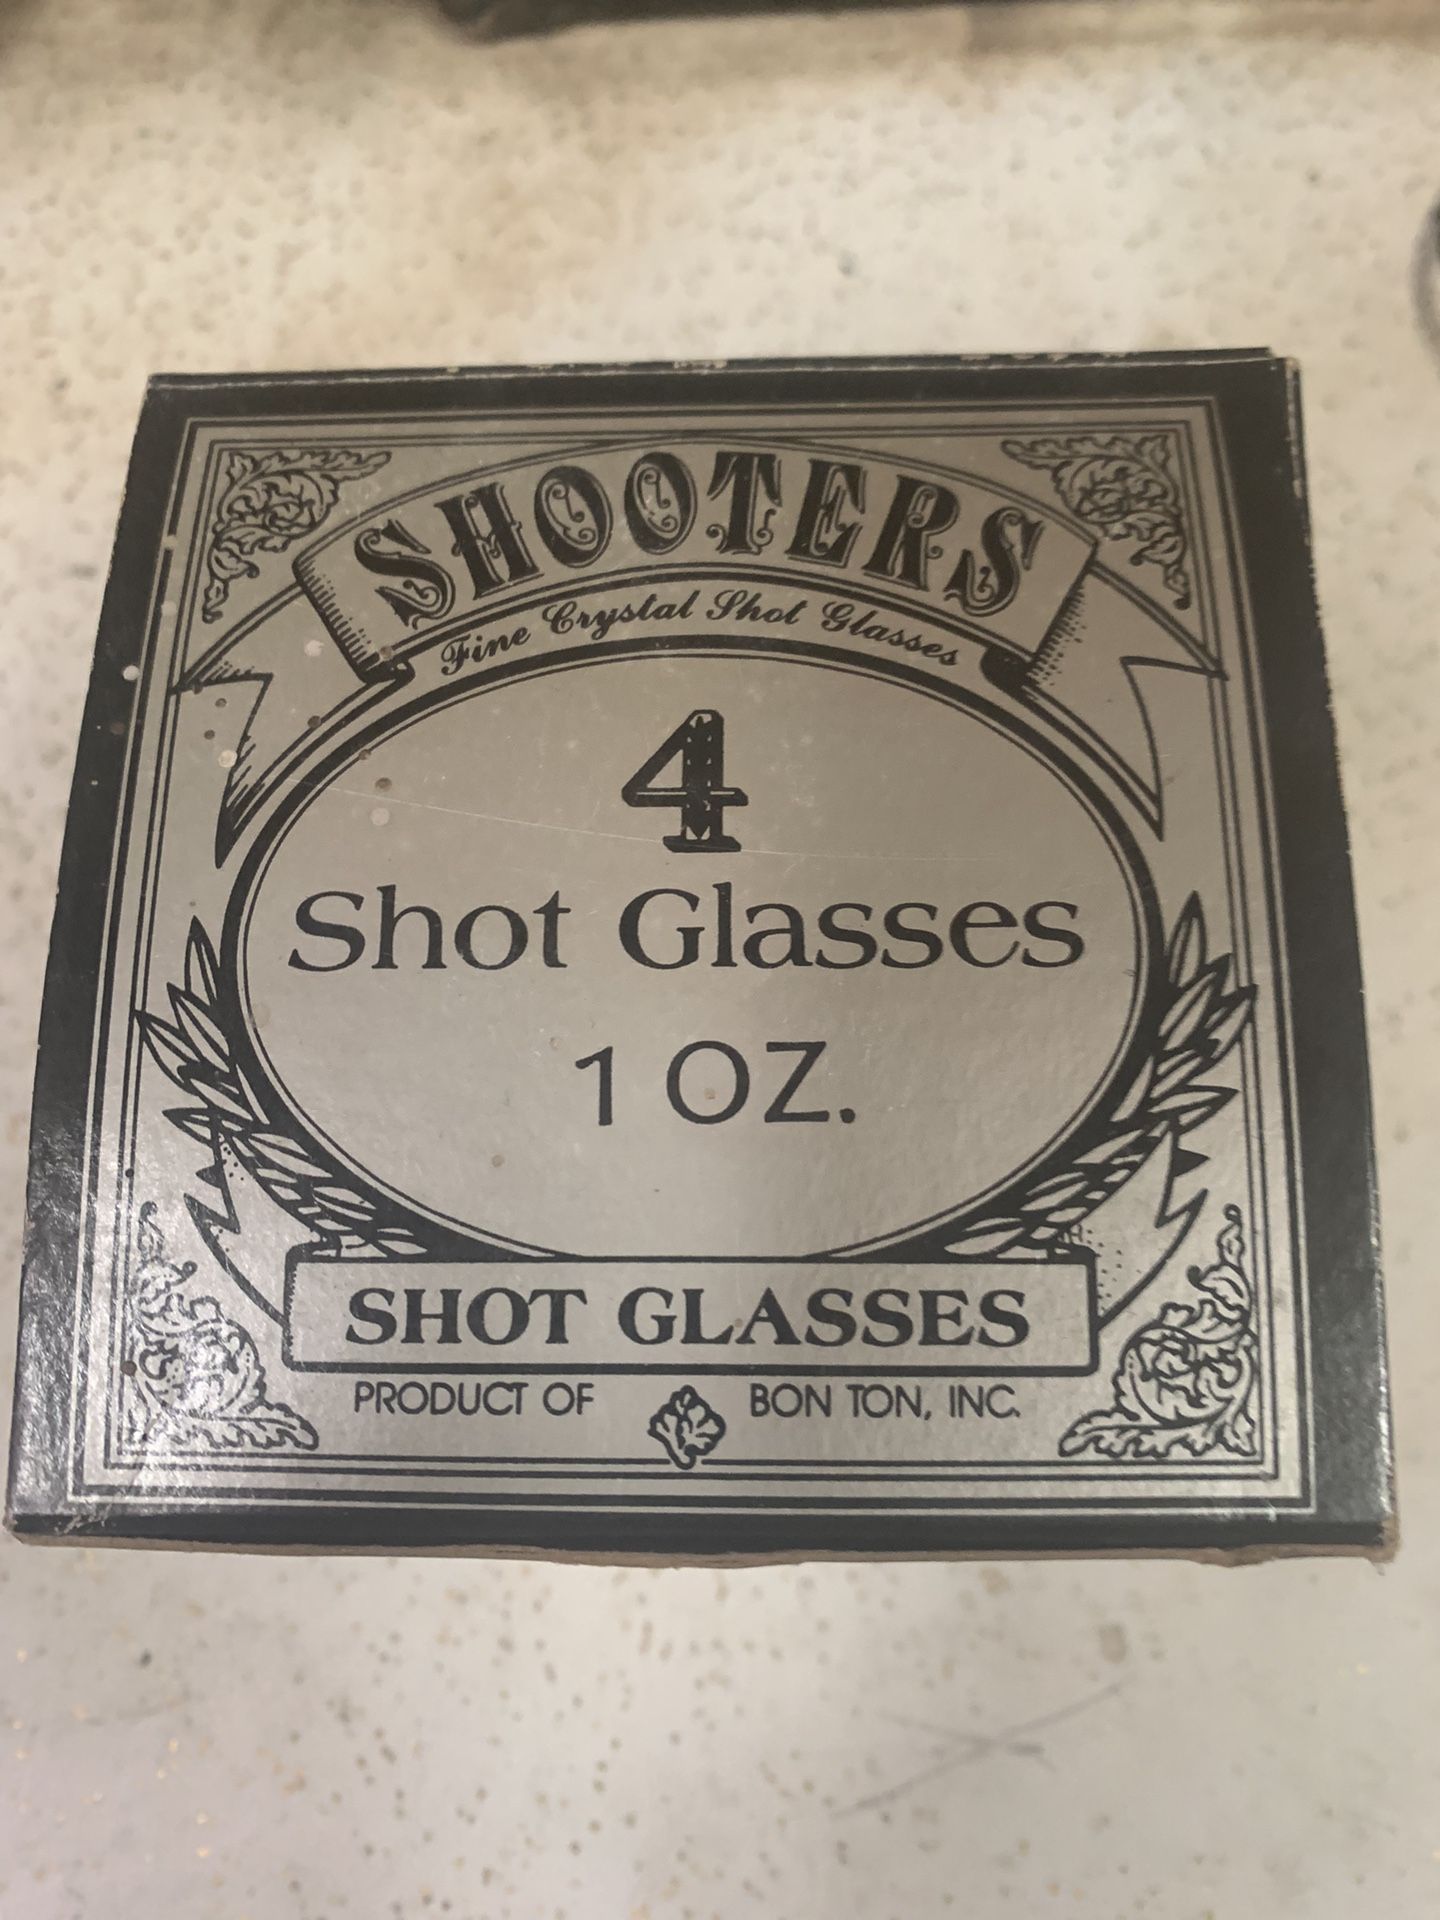 SHOOTERS
Fine Crystal Shot Glasses
4
Shot Glasses
1 OZ.
SHOT GLASSES
PRODUCT OF BON TON, INC.